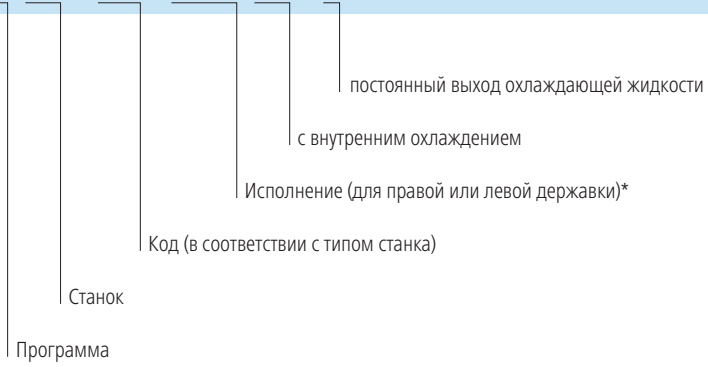 постоянный выход охлаждающей жидкости
с внутренним охлаждением
Исполнение (для правой или левой державки)*
Код (в соответствии с типом станка)
Станок
Программа